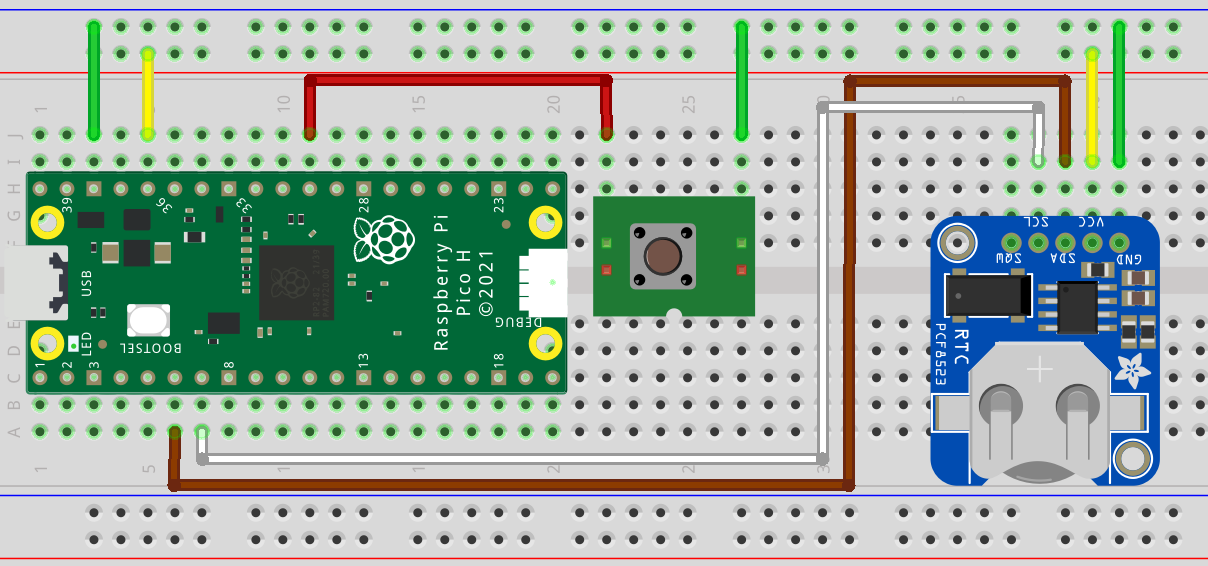 1
10
15
20
25
J
I
H
G
39
36
33
28
23
USB
LED
BOOTSEL
Raspberry Pi
Pico H
©2021
DEBUG
1
2
3
8
13
18
E
D
C
B
A
1
5
SCL
VCC
SQW
SDA
GND
RTC
PCF8523